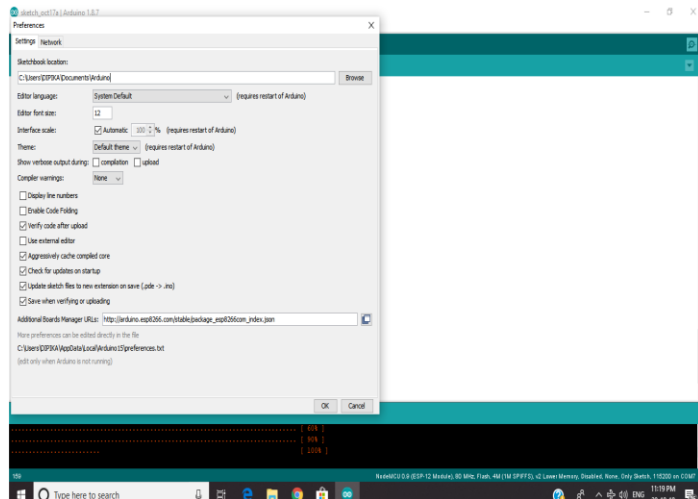 sketch_oct17a | Arduino 1.8.7
Preferences
Settings Network
Sketchbook location:
C:\Users\DIPIKA\Documents\Arduino
Browse
Editor language: System Default (requires restart of Arduino)
Editor font size: 12
Interface scale: Automatic 100 % (requires restart of Arduino)
Theme: Default theme (requires restart of Arduino)
Show verbose output during: compilation upload
Compiler warnings: None
Display line numbers
Enable Code Folding
Verify code after upload
Use external editor
Aggressively cache compiled core
Check for updates on startup
Update sketch files to new extension on save (.pde -> .ino)
Save when verifying or uploading
Additional Boards Manager URLs: http://arduino.esp8266.com/stable/package_esp8266com_index.json
More preferences can be edited directly in the file
C:\Users\DIPIKA\AppData\Local\Arduino15\preferences.txt
(edit only when Arduino is not running)
OK Cancel
................................................................................ [ 80% ]
................................................................................ [ 90% ]
......................... [ 100% ]
159 NodeMCU 0.9 (ESP-12 Module), 80 MHz, Flash, 4M (1M SPIFFS), v2 Lower Memory, Disabled, None, Only Sketch, 115200 on COM7
Type here to search
ENG 11:19 PM